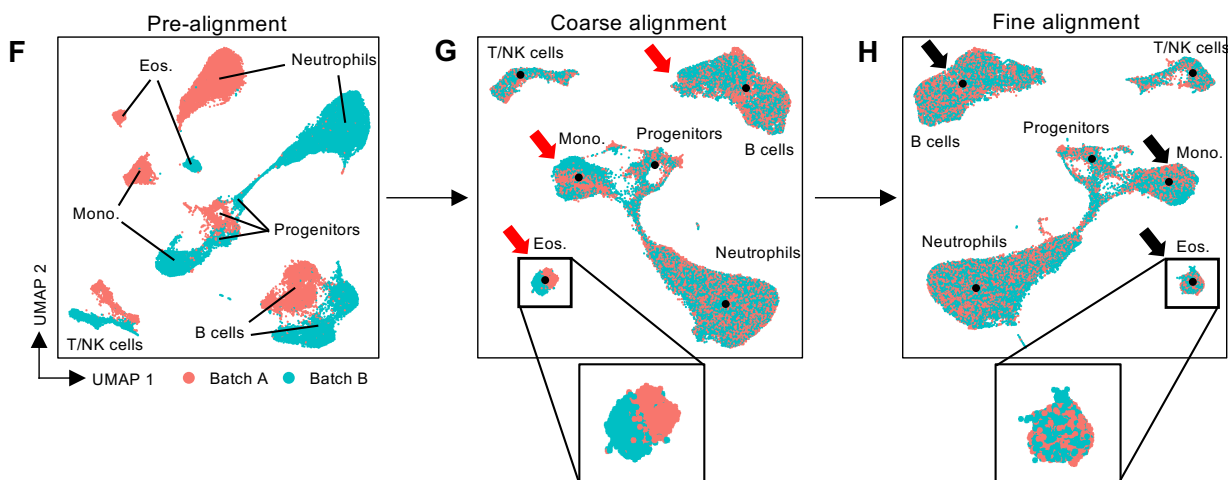 Pre-alignment
Coarse alignment
Fine alignment
F
G
H
Eos.
Neutrophils
Mono.
Progenitors
B cells
T/NK cells
UMAP 2
UMAP 1
Batch A
Batch B
T/NK cells
Mono.
Progenitors
B cells
Eos.
Neutrophils
T/NK cells
B cells
Progenitors
Mono.
Neutrophils
Eos.